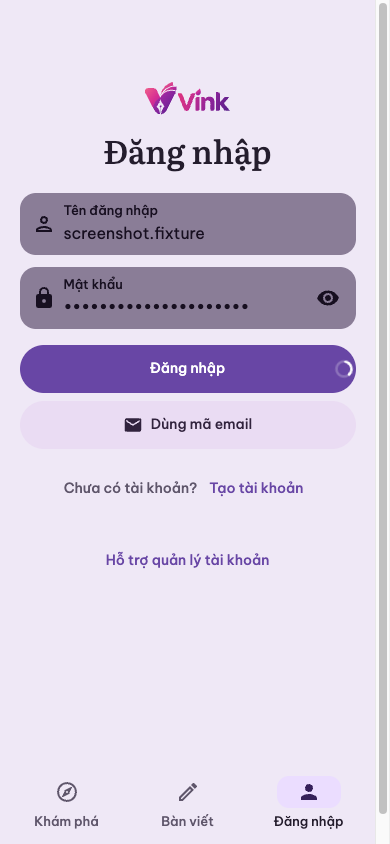 Vink
Đăng nhập
Tên đăng nhập
screenshot.fixture
Mật khẩu
••••••••••••••••••••
Đăng nhập
Dùng mã email
Chưa có tài khoản? Tạo tài khoản
Hỗ trợ quản lý tài khoản
Khám phá
Bàn viết
Đăng nhập